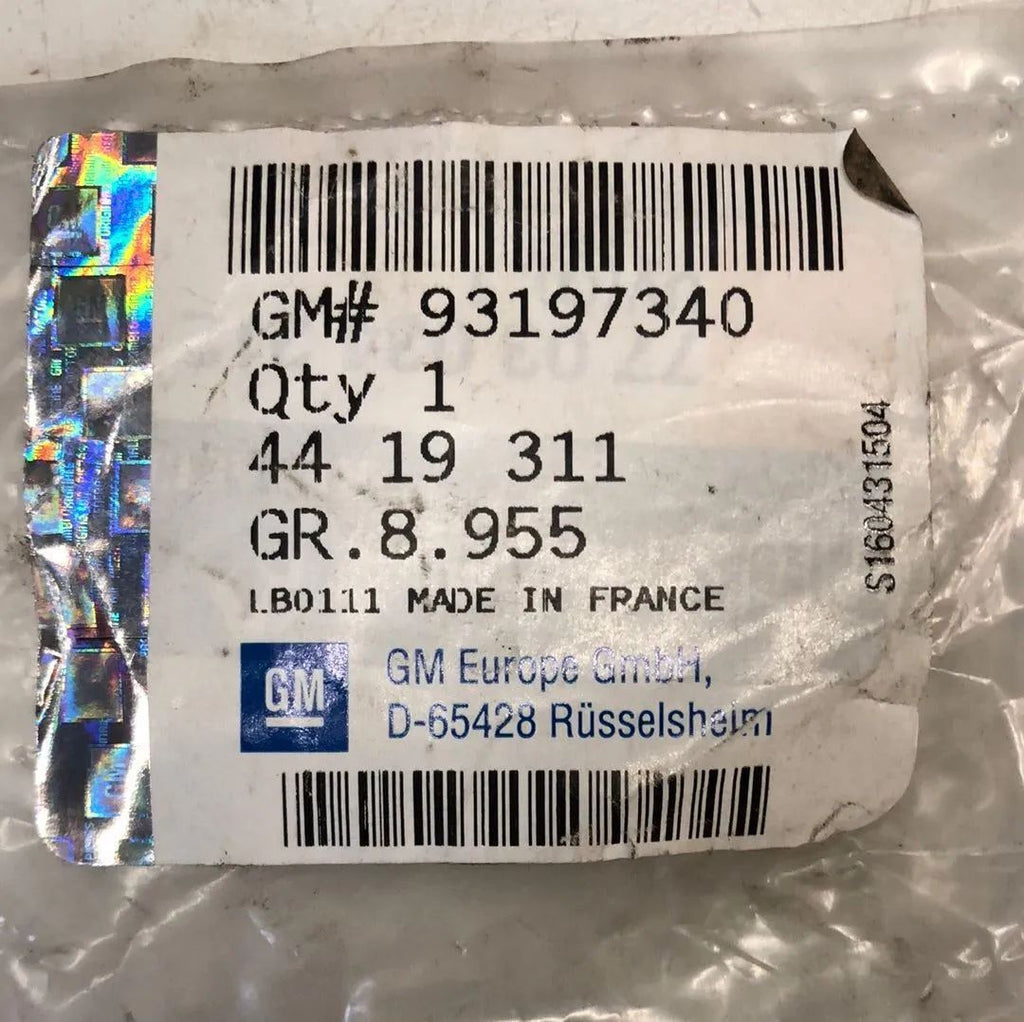 GM# 93197340
Qty 1
44 19 311
GR.8.955
LB0111 MADE IN FRANCE
S160431504
GM
GM Europe GmbH,
D-65428 Rüsselsheim